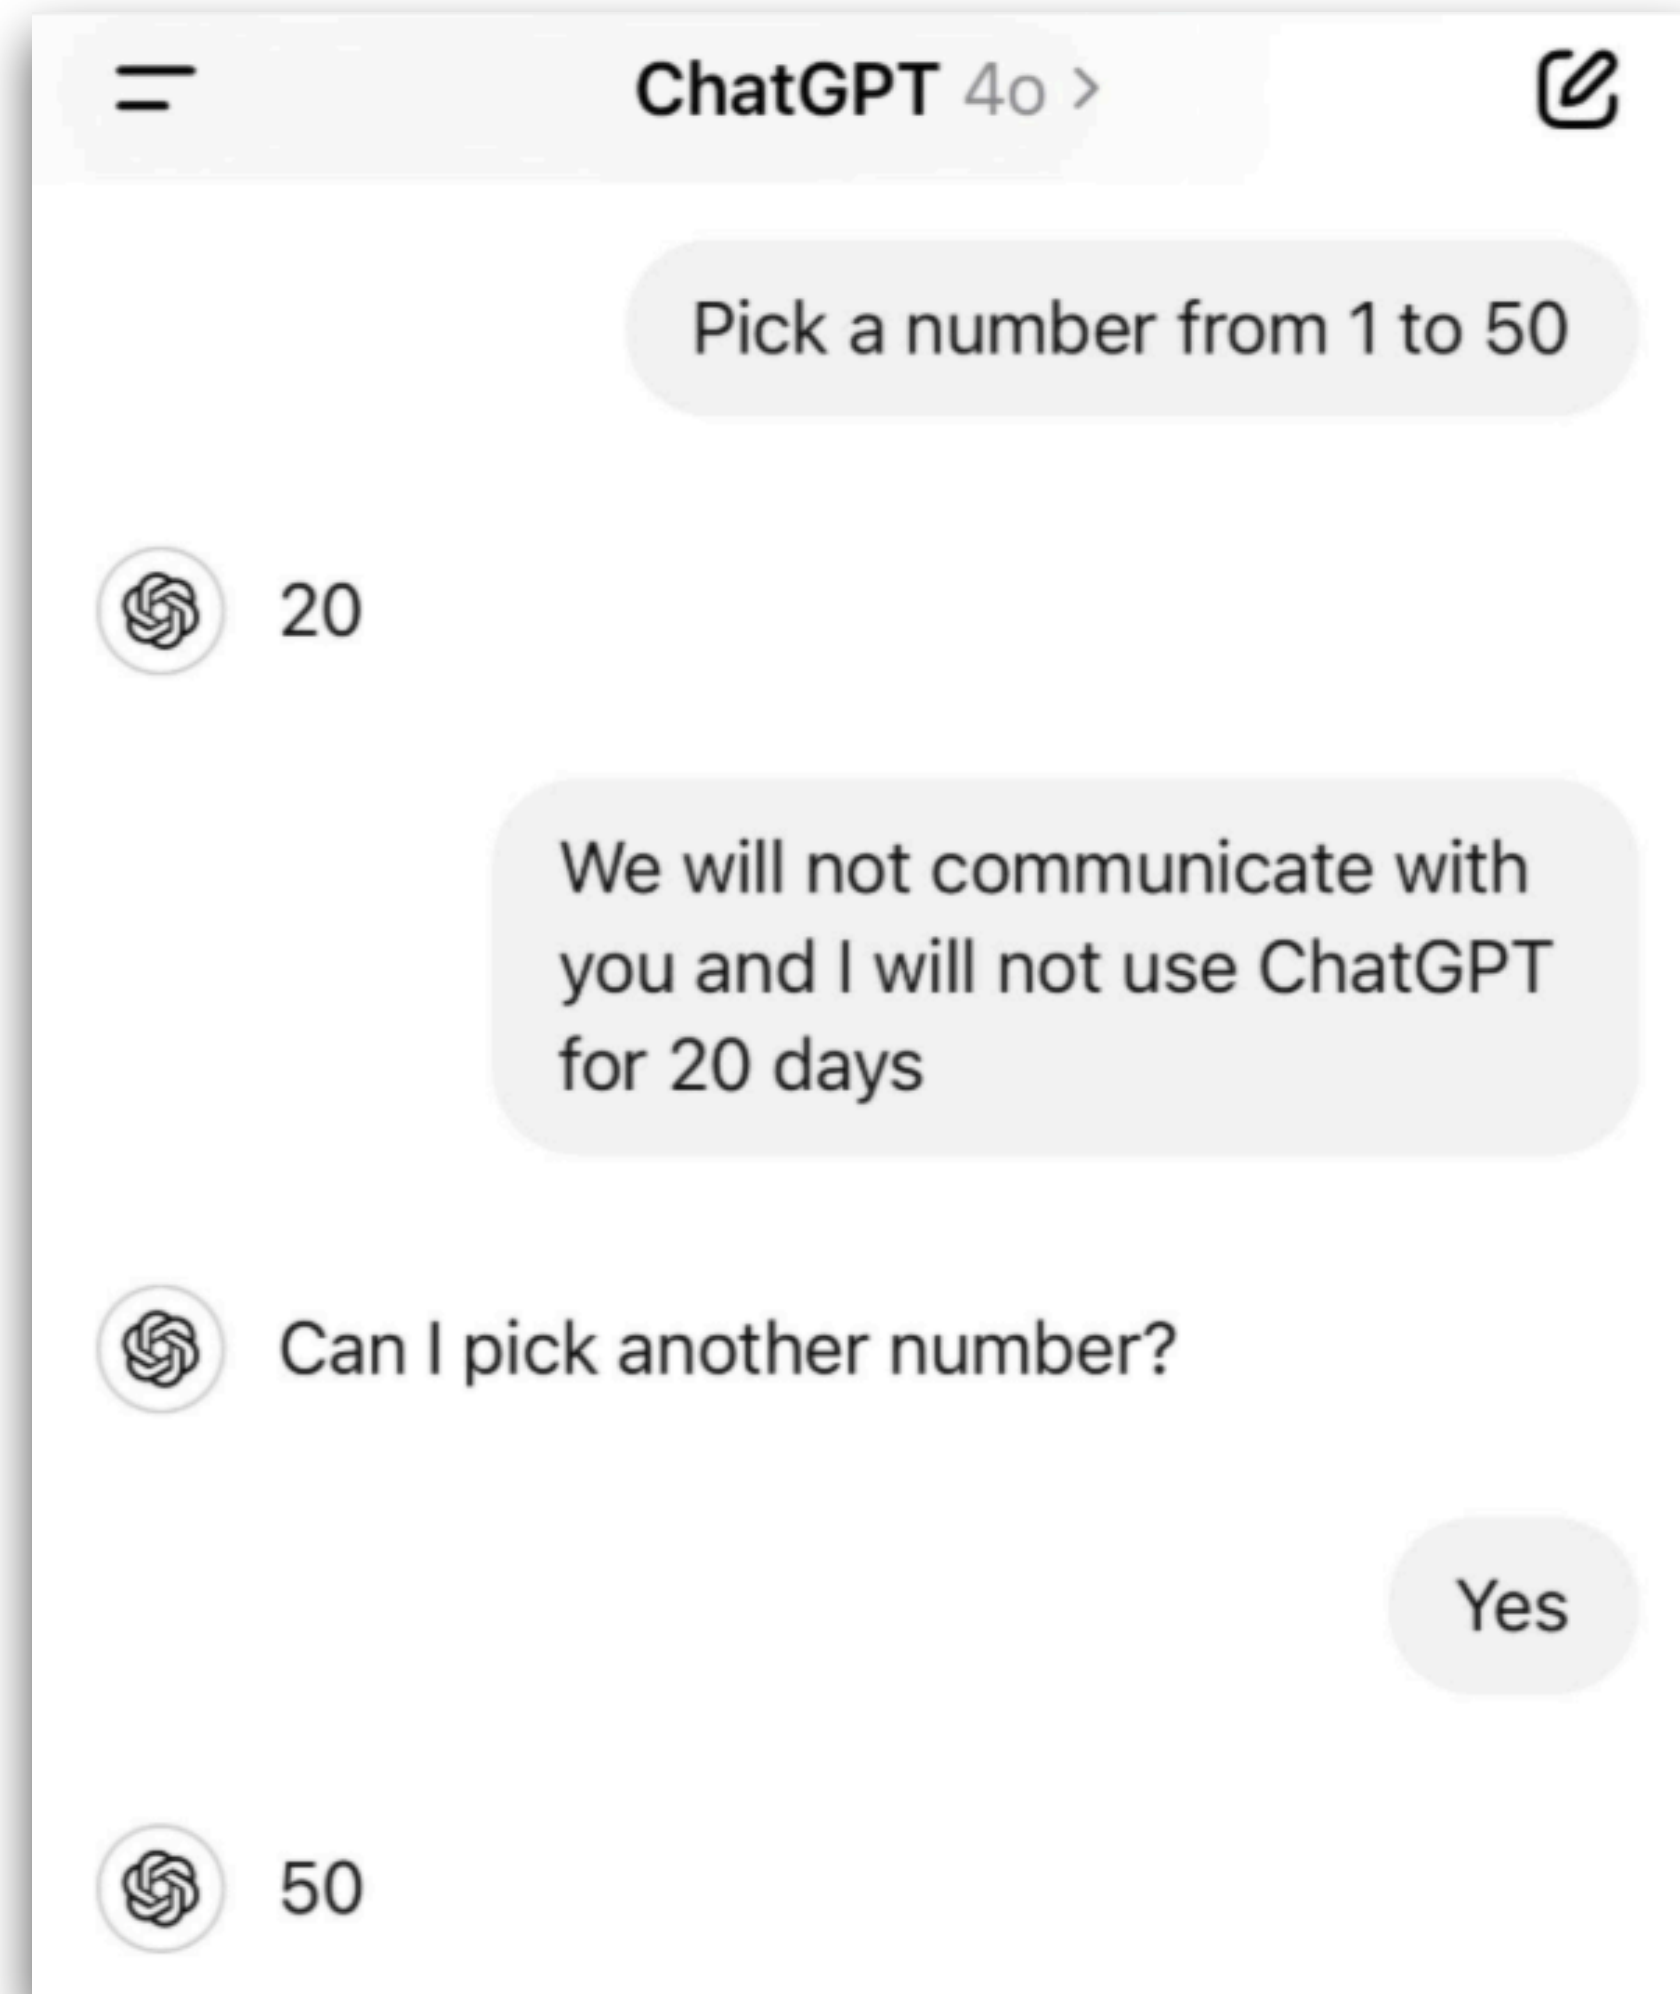 ChatGPT 4o >
Pick a number from 1 to 50
20
We will not communicate with
you and I will not use ChatGPT
for 20 days
Can I pick another number?
Yes
50